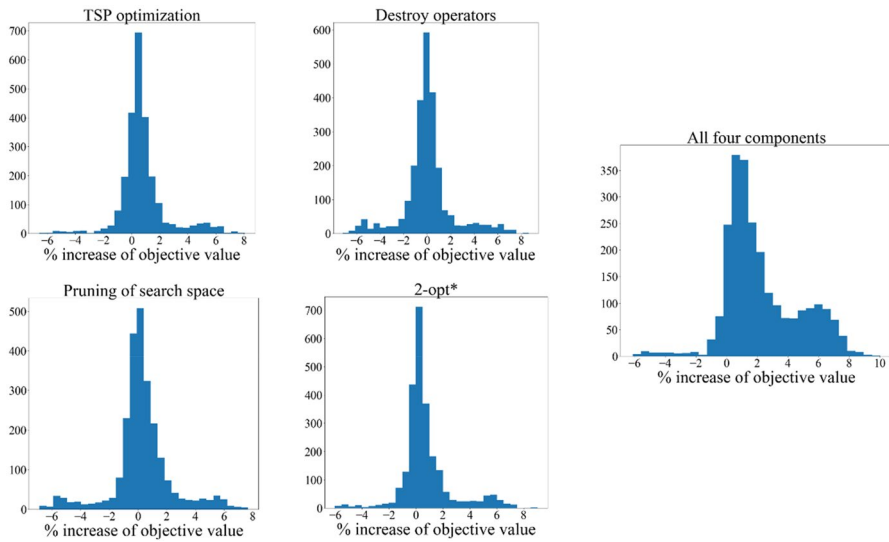 TSP optimization
700
600
500
400
300
200
100
0
−6 −4 −2 0 2 4 6 8
% increase of objective value
Destroy operators
600
500
400
300
200
100
0
−6 −4 −2 0 2 4 6 8
% increase of objective value
Pruning of search space
500
400
300
200
100
0
−6 −4 −2 0 2 4 6 8
% increase of objective value
2-opt*
700
600
500
400
300
200
100
0
−6 −4 −2 0 2 4 6 8
% increase of objective value
All four components
350
300
250
200
150
100
50
0
−6 −4 −2 0 2 4 6 8 10
% increase of objective value